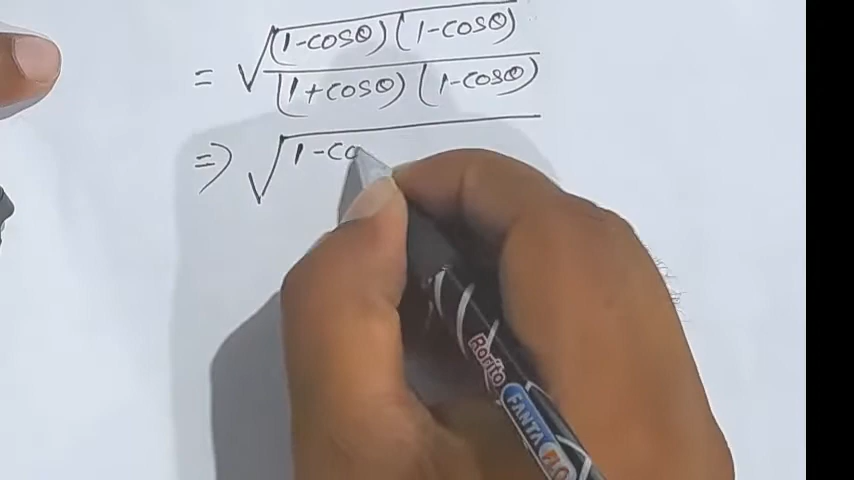 = √(1-cosθ)(1-cosθ)
(1+cosθ)(1-cosθ)
=> √1-co
Rorito
FANTA FLO